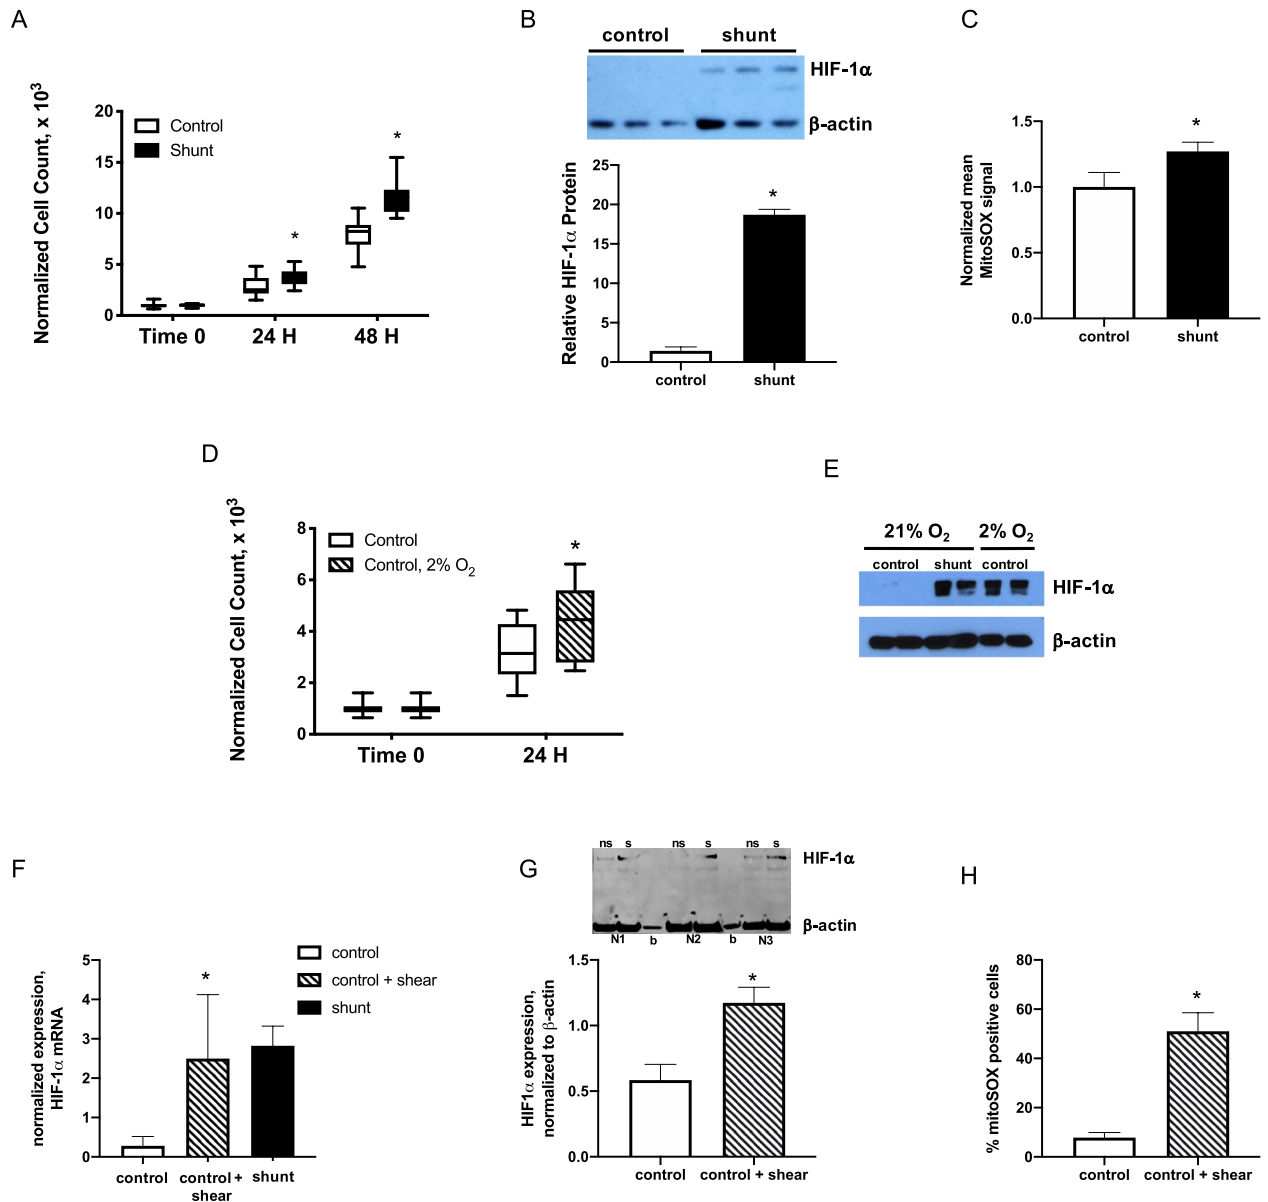 A
Normalized Cell Count, x 10³
20
15
10
5
0
Control
Shunt
*
*
Time 0
24 H
48 H
B
control
shunt
HIF-1α
β-actin
Relative HIF-1α Protein
25
20
15
10
5
0
*
control
shunt
C
Normalized mean
MitoSOX signal
1.5
1.0
0.5
0.0
*
control
shunt
D
Normalized Cell Count, x 10³
8
6
4
2
0
Control
Control, 2% O₂
*
Time 0
24 H
E
21% O₂
2% O₂
control
shunt
control
HIF-1α
β-actin
F
normalized expression,
HIF-1α mRNA
5
4
3
2
1
0
*
control
control + shear
shunt
control
control +
shear
shunt
G
ns
s
ns
s
ns
s
HIF-1α
β-actin
N1
b
N2
b
N3
HIF1α expression,
normalized to β-actin
1.5
1.0
0.5
0.0
*
control
control + shear
H
% mitoSOX positive cells
80
60
40
20
0
*
control
control + shear